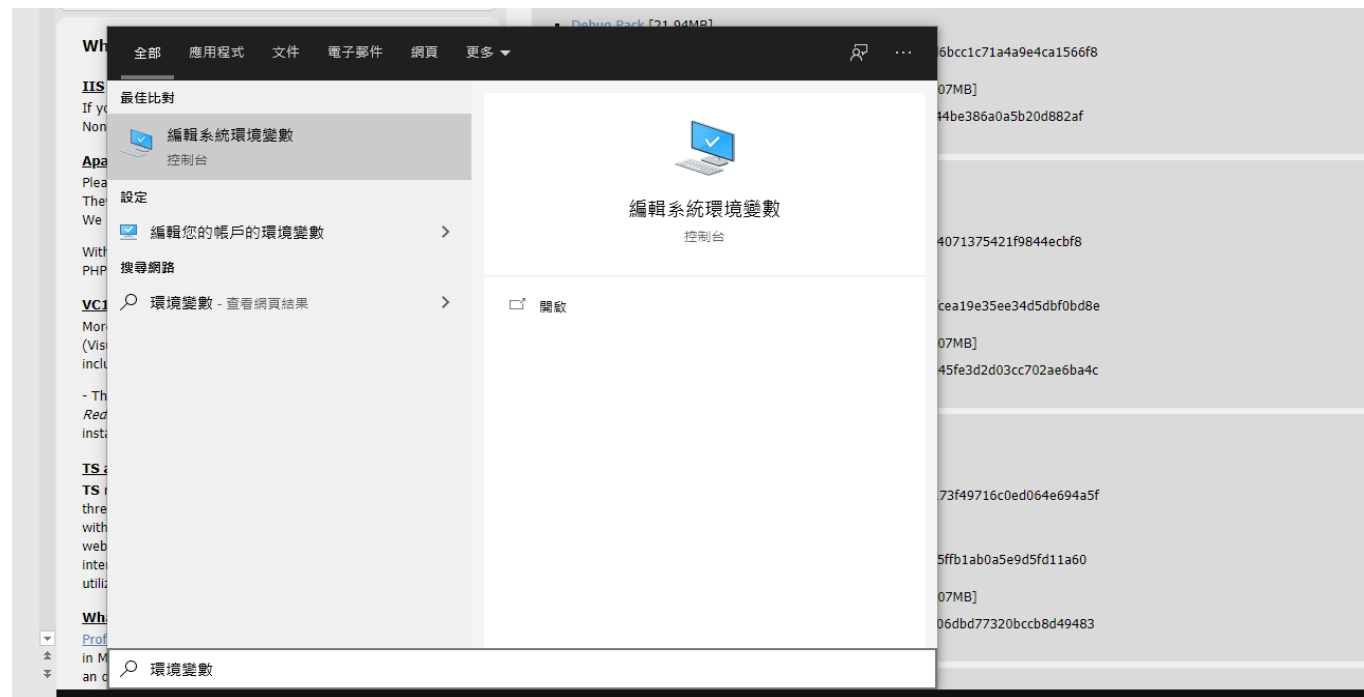 Debug Pack [21.94MB]
全部 應用程式 文件 電子郵件 網頁 更多
最佳比對
編輯系統環境變數
控制台
設定
編輯您的帳戶的環境變數
搜尋網路
環境變數 - 查看網頁結果
編輯系統環境變數
控制台
開啟
環境變數
IIS
If yo
Non
Apa
Plea
They
We
With
PHP
VC1
More
(Visu
inclu
- Th
Red
insta
TS a
TS r
thre
with
web
inter
utiliz
Wha
Prof
in M
an o
6bcc1c71a4a9e4ca1566f8
07MB]
44be386a0a5b20d882af
4071375421f9844ecbf8
cea19e35ee34d5dbf0bd8e
07MB]
45fe3d2d03cc702ae6ba4c
73f49716c0ed064e694a5f
5ffb1ab0a5e9d5fd11a60
07MB]
06dbd77320bccb8d49483